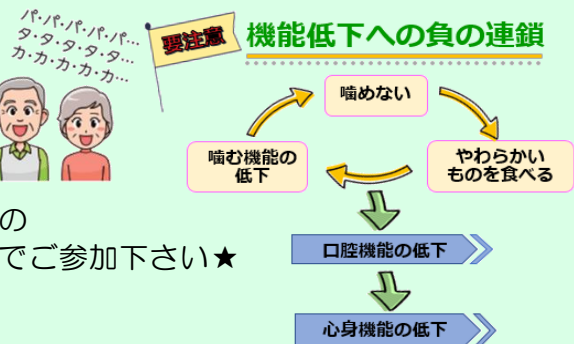 パ・パ・パ・パ・パ…
タ・タ・タ・タ・タ…
カ・カ・カ・カ・カ…
要注意
機能低下への負の連鎖
噛めない
噛む機能の
低下
やわらかい
ものを食べる
の
でご参加下さい★
口腔機能の低下
心身機能の低下